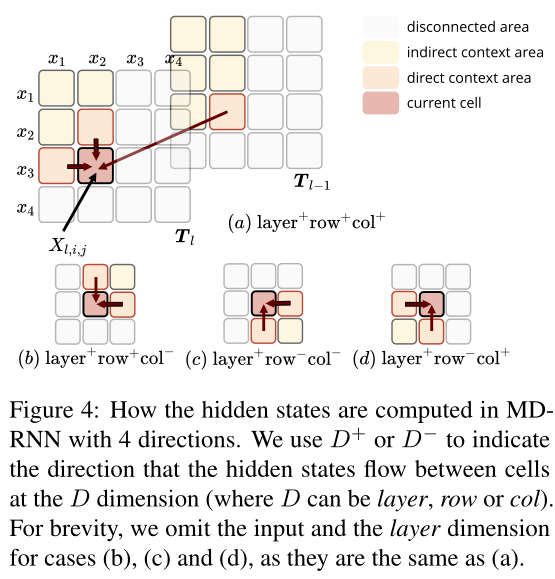 disconnected area
indirect context area
direct context area
current cell
x₁ x₂ x₃ x₄
x₁
x₂
x₃
x₄
T_{l−1}
T_l
X_{l,i,j}
(a) layer⁺row⁺col⁺
(b) layer⁺row⁺col⁻ (c) layer⁺row⁻col⁻ (d) layer⁺row⁻col⁺
Figure 4: How the hidden states are computed in MD-
RNN with 4 directions. We use D⁺ or D⁻ to indicate
the direction that the hidden states flow between cells
at the D dimension (where D can be layer, row or col).
For brevity, we omit the input and the layer dimension
for cases (b), (c) and (d), as they are the same as (a).